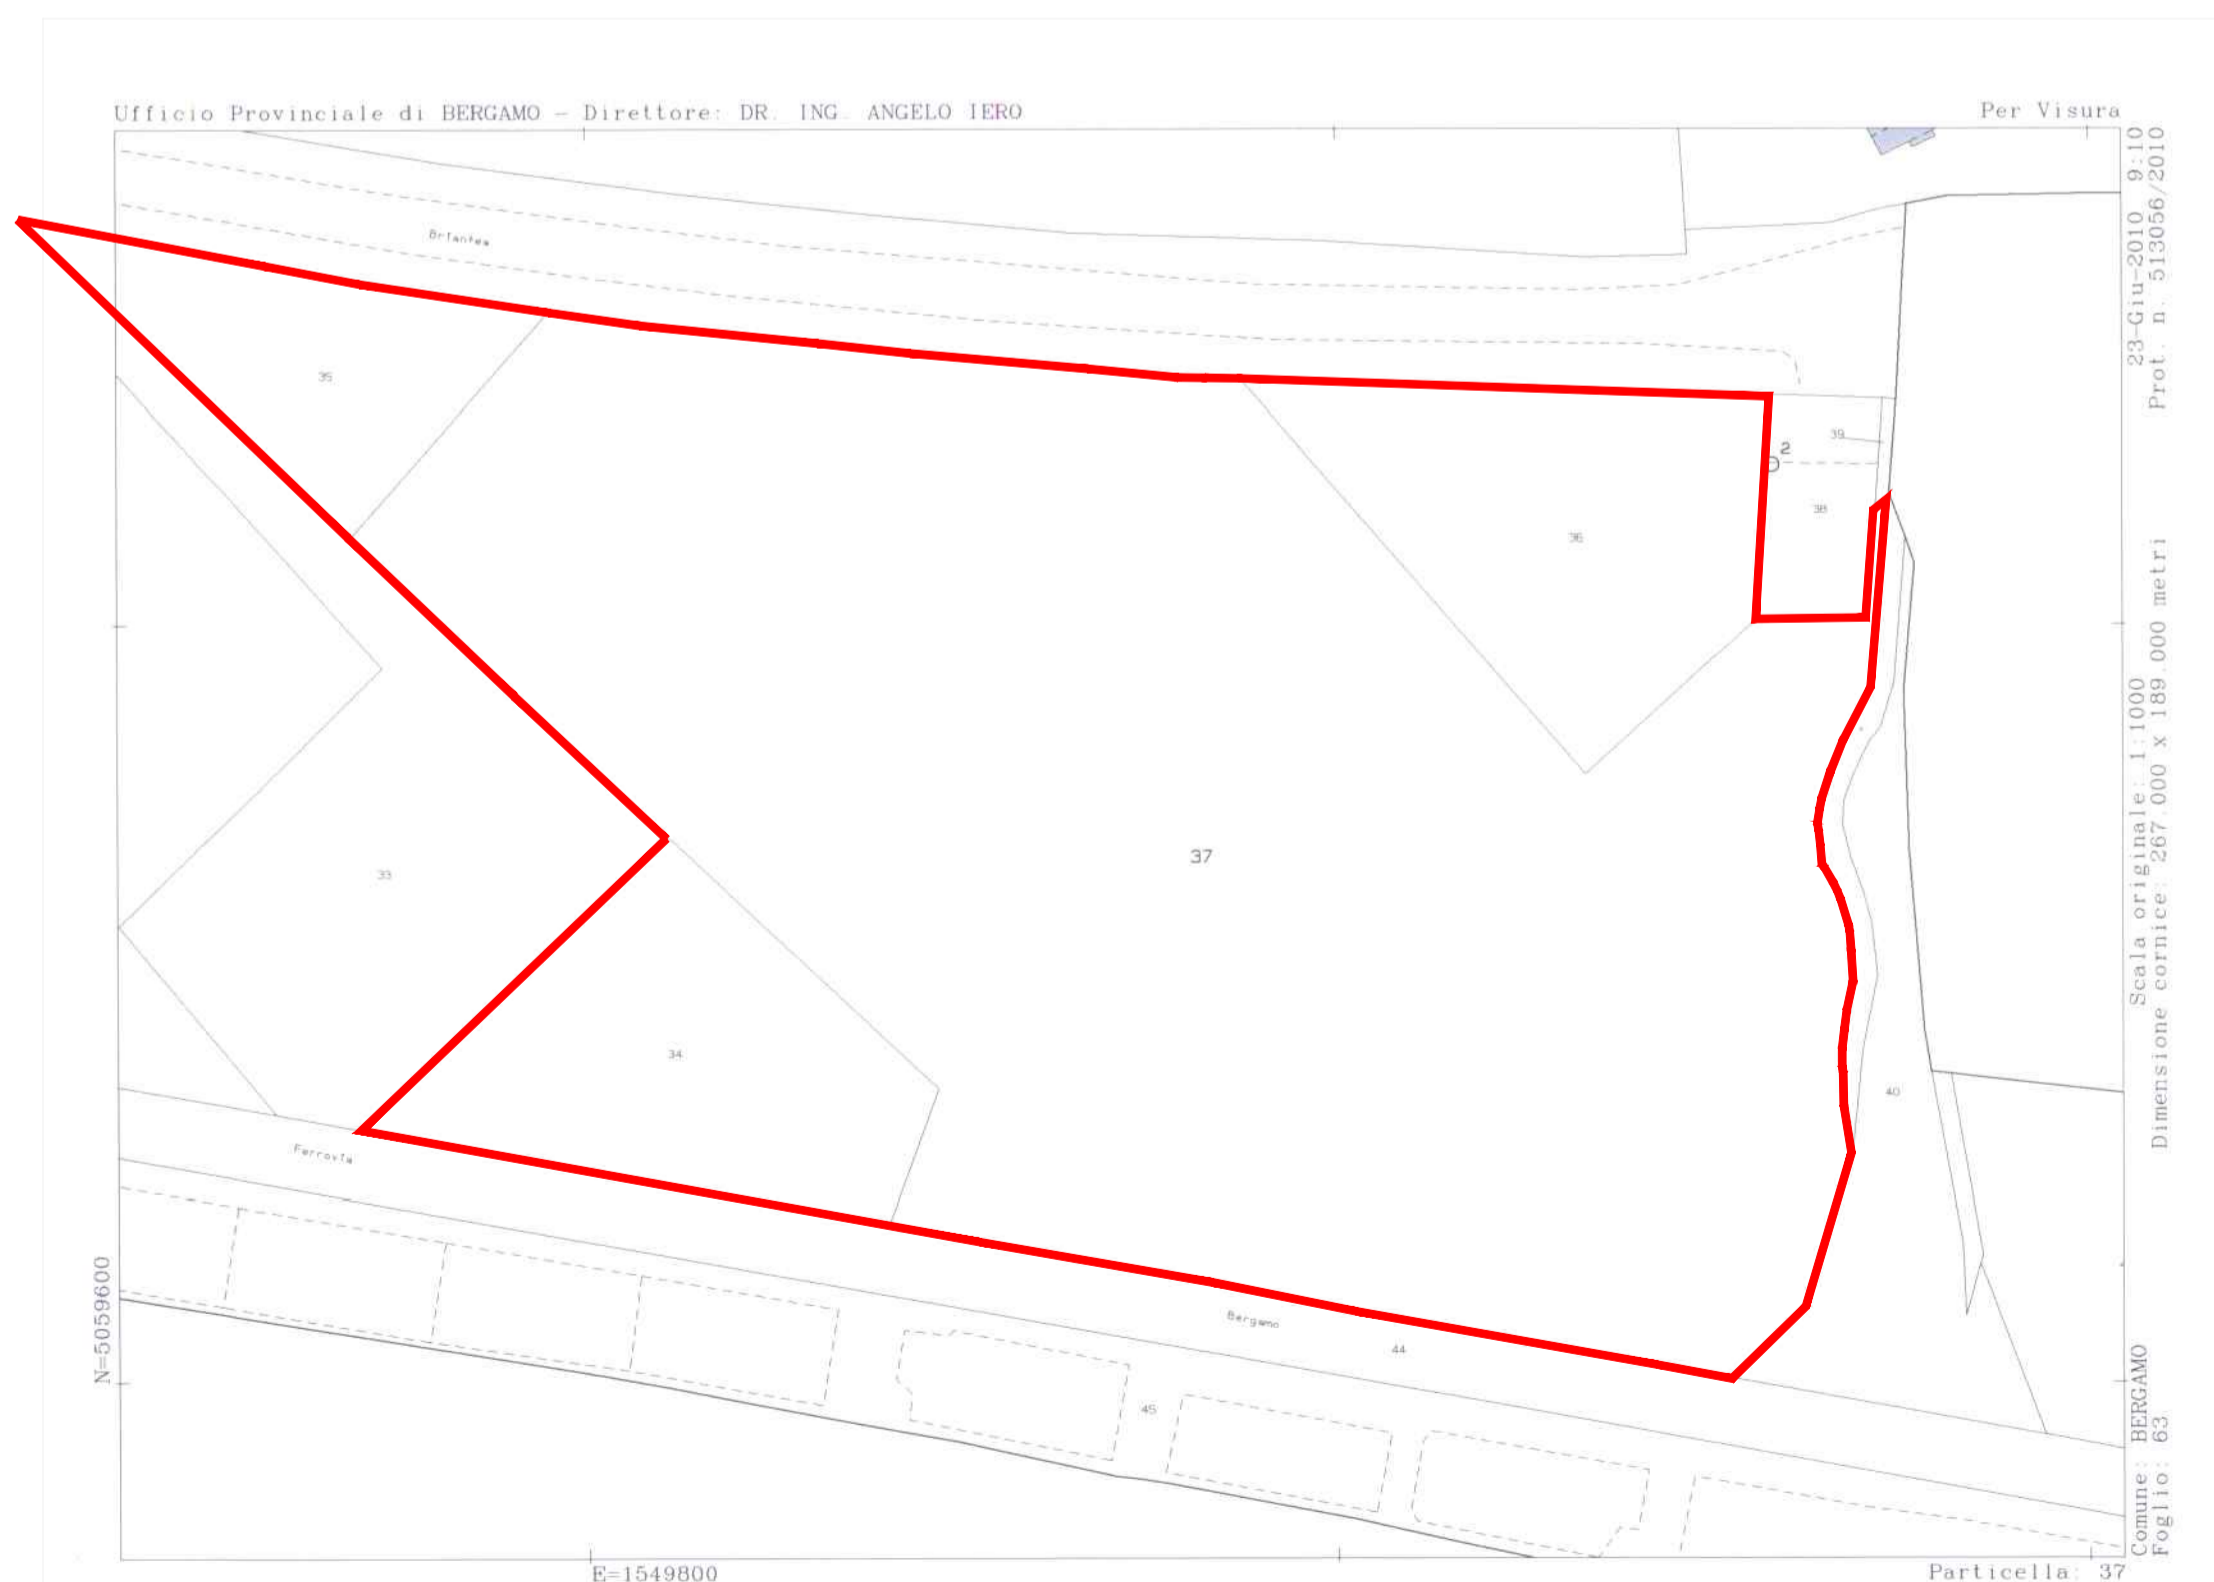 Ufficio Provinciale di BERGAMO - Direttore: DR. ING. ANGELO IERO
Per Visura
23-Giu-2010 9:10
Prot. n. 513056/2010
Scala originale: 1:1000
Dimensione cornice: 267.000 x 189.000 metri
Comune: BERGAMO
Foglio: 63
Particella: 37
N=5059600
E=1549800
Briantea
35
39
2
38
36
37
33
34
40
Ferrovia
Bergamo
44
45